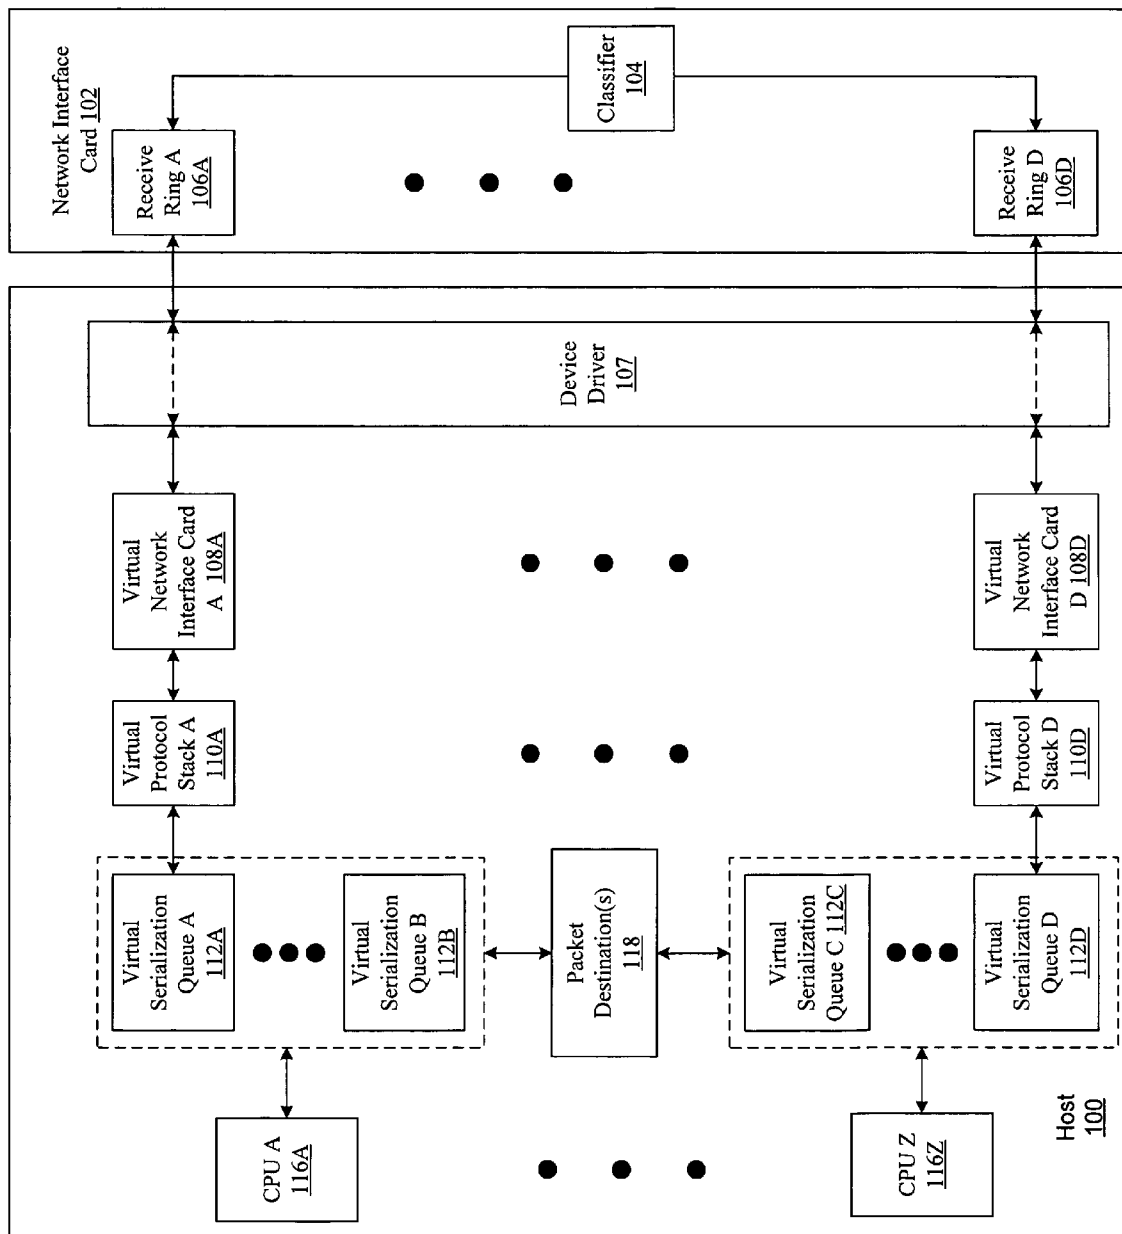 Network Interface
Card 102
Receive
Ring A
106A
Classifier
104
Receive
Ring D
106D
Device
Driver
107
Virtual
Network
Interface Card
A 108A
Virtual
Network
Interface Card
D 108D
Virtual
Protocol
Stack A
110A
Virtual
Protocol
Stack D
110D
Virtual
Serialization
Queue A
112A
Virtual
Serialization
Queue B
112B
Packet
Destination(s)
118
Virtual
Serialization
Queue C 112C
Virtual
Serialization
Queue D
112D
CPU A
116A
CPU Z
116Z
Host
100